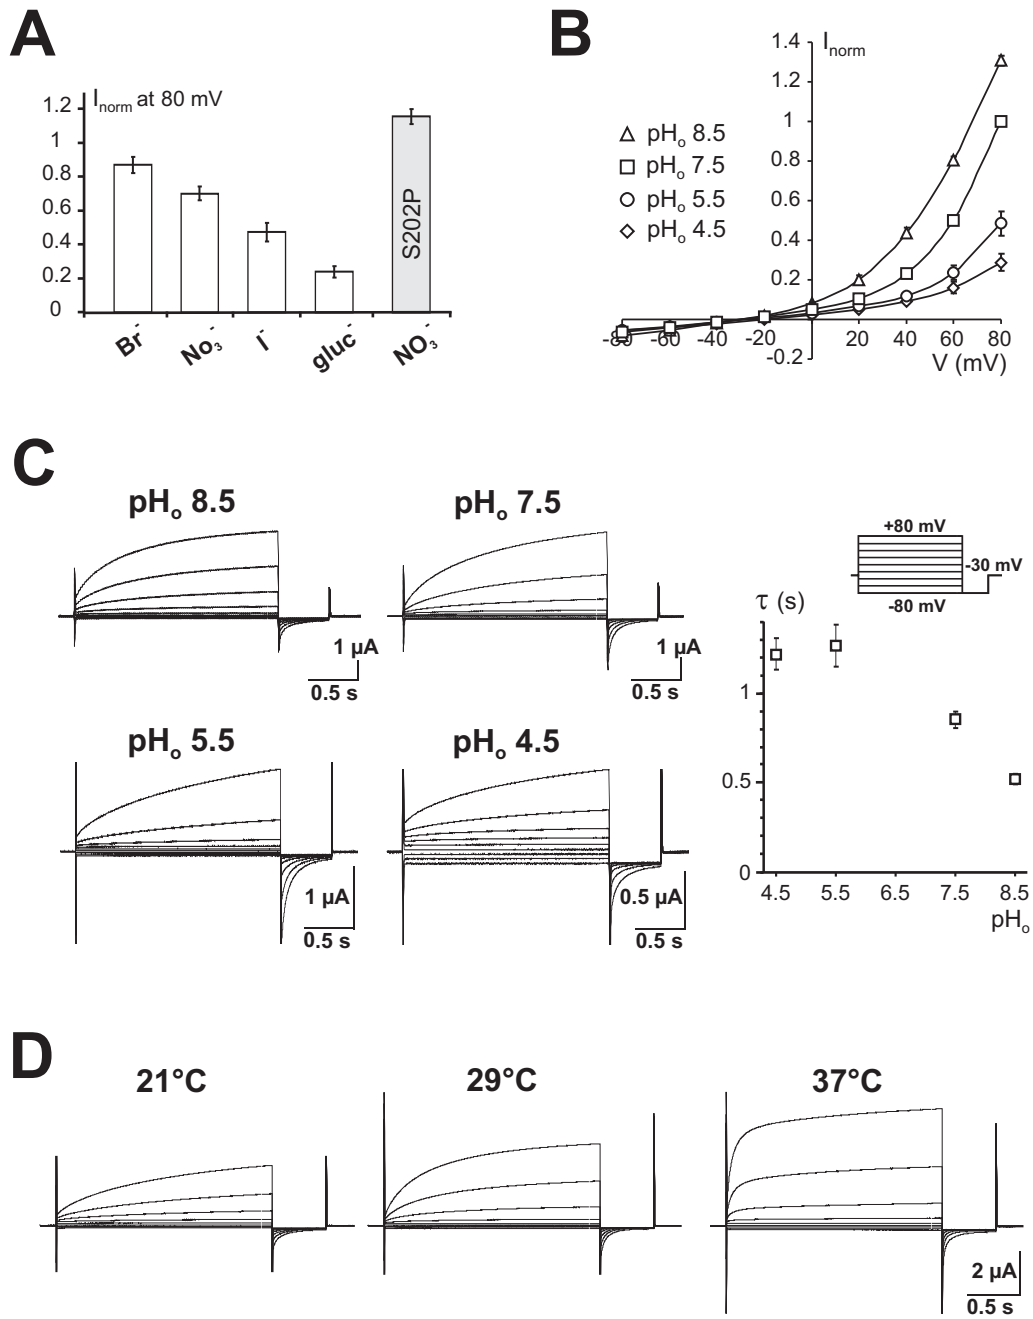 A
I norm at 80 mV
1.2
1
0.8
0.6
0.4
0.2
0
Br-
No3-
I-
gluc-
NO3-
S202P
B
I norm
1.4
1.2
1
0.8
0.6
0.4
0.2
-0.2
pHo 8.5
pHo 7.5
pHo 5.5
pHo 4.5
-80 -60 -40 -20 20 40 60 80
V (mV)
C
pHo 8.5
1 µA
0.5 s
pHo 7.5
1 µA
0.5 s
pHo 5.5
1 µA
0.5 s
pHo 4.5
0.5 µA
0.5 s
+80 mV
-30 mV
-80 mV
τ (s)
1
0.5
0
4.5 5.5 6.5 7.5 8.5
pHo
D
21°C
29°C
37°C
2 µA
0.5 s